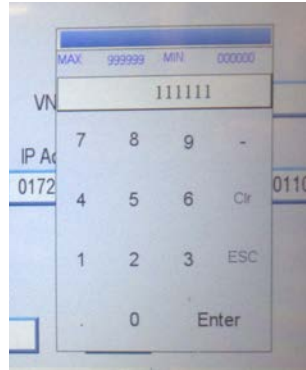 MAX 999999 MIN 000000
111111
VN
7 8 9 -
IP Ad
0172
4 5 6 Clr
0110
1 2 3 ESC
. 0 Enter